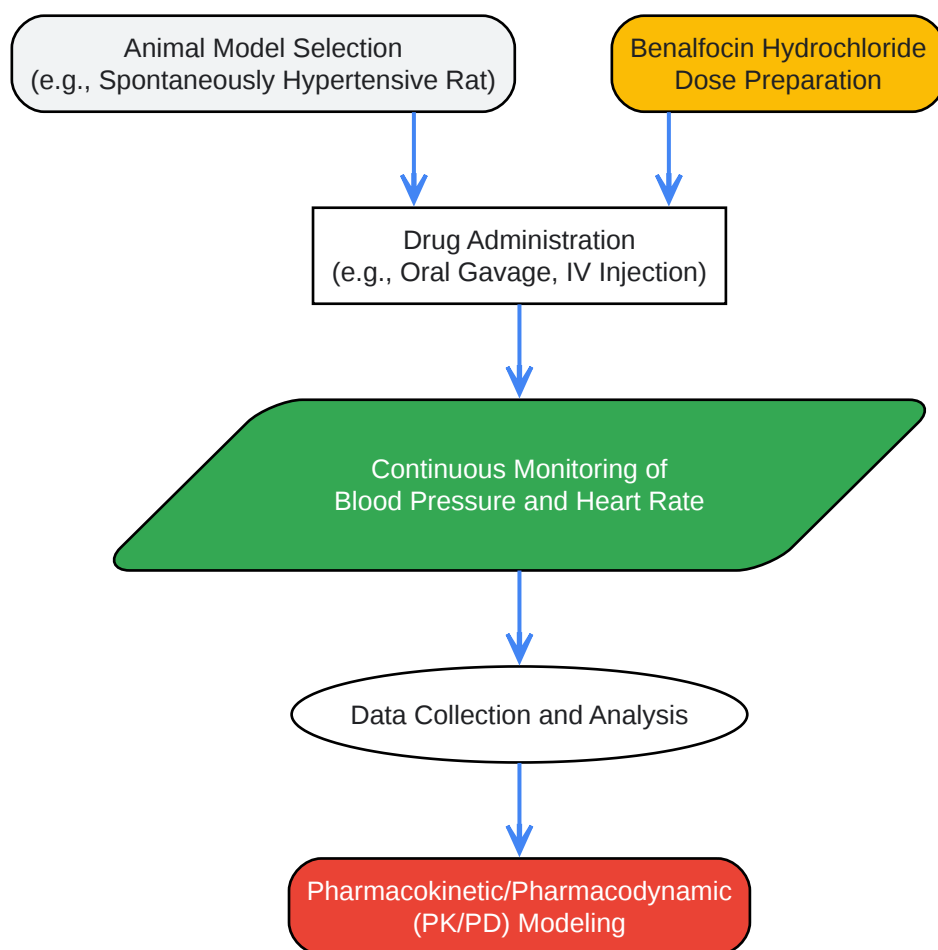 Animal Model Selection
(e.g., Spontaneously Hypertensive Rat)
Benalfocin Hydrochloride
Dose Preparation
Drug Administration
(e.g., Oral Gavage, IV Injection)
Continuous Monitoring of
Blood Pressure and Heart Rate
Data Collection and Analysis
Pharmacokinetic/Pharmacodynamic
(PK/PD) Modeling